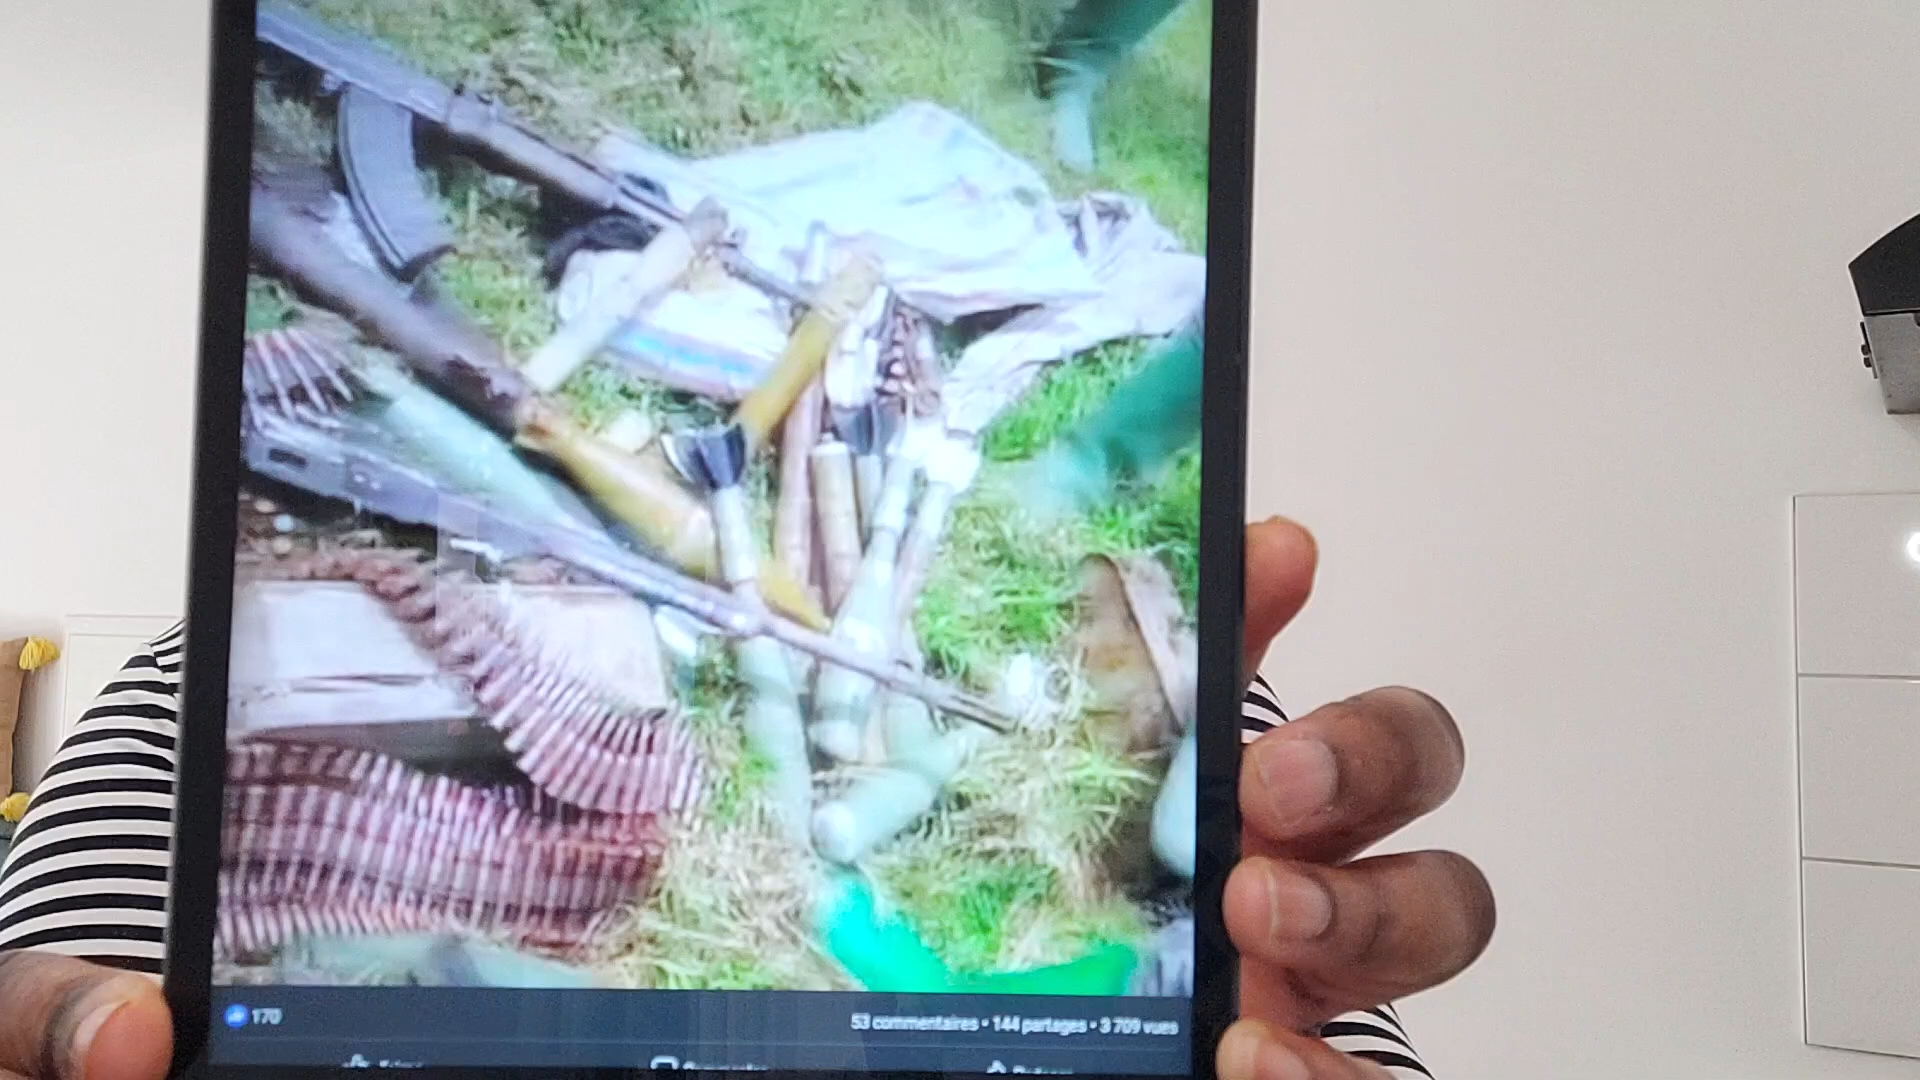 170
53 commentaires • 144 partages • 3 709 vues